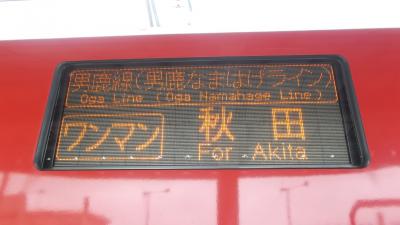 男鹿線(男鹿なまはげライン)
Oga Line (Oga Namahage Line)
ワンマン 秋田
For Akita